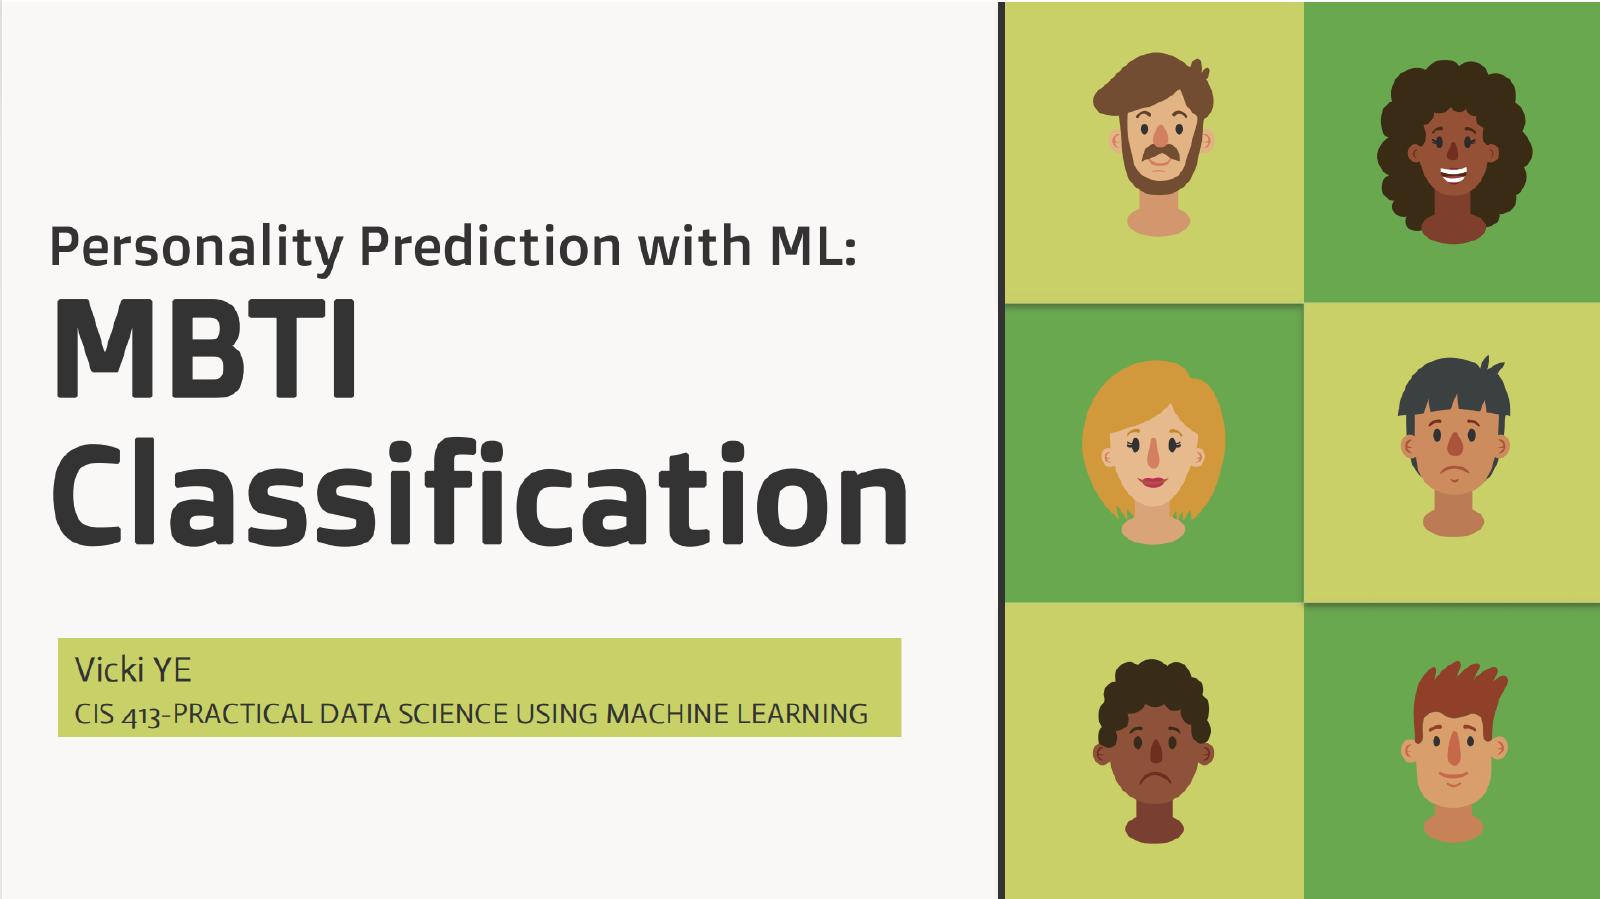 Personality Prediction with ML:
MBTI
Classification
Vicki YE
CIS 413-PRACTICAL DATA SCIENCE USING MACHINE LEARNING